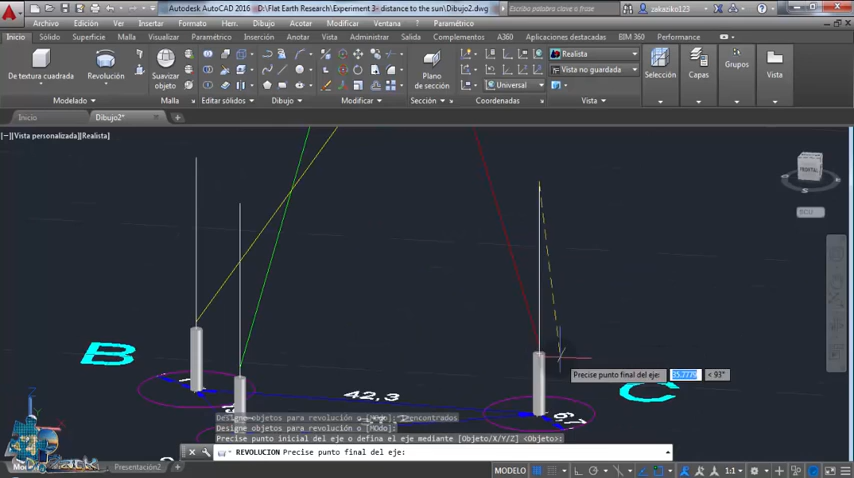 Autodesk AutoCAD 2016 D:\Flat Earth Research\Experiment 3- distance to the sun\Dibujo2.dwg
zakaziko123
Archivo Edición Ver Insertar Formato Herr. Dibujo Acotar Modificar Ventana ? Paramétrico
Inicio Sólido Superficie Malla Visualizar Paramétrico Inserción Anotar Vista Administrar Salida Complementos A360 Aplicaciones destacadas BIM 360 Performance
De textura cuadrada
Revolución
Suavizar objeto
Plano de sección
Realista
Vista no guardada
Universal
Selección
Capas
Grupos
Vista
Modelado
Malla
Editar sólidos
Dibujo
Modificar
Sección
Coordenadas
Vista
Inicio
Dibujo2*
[−][Vista personalizada][Realista]
FRONTAL
S
B
42,3
C
67
Precise punto final del eje:
< 93°
Designe objetos para revolución o [MOdo]:
Precise punto inicial del eje o defina el eje mediante [Objeto/X/Y/Z] <Objeto>:
REVOLUCION Precise punto final del eje:
Presentación2
MODELO
1:1